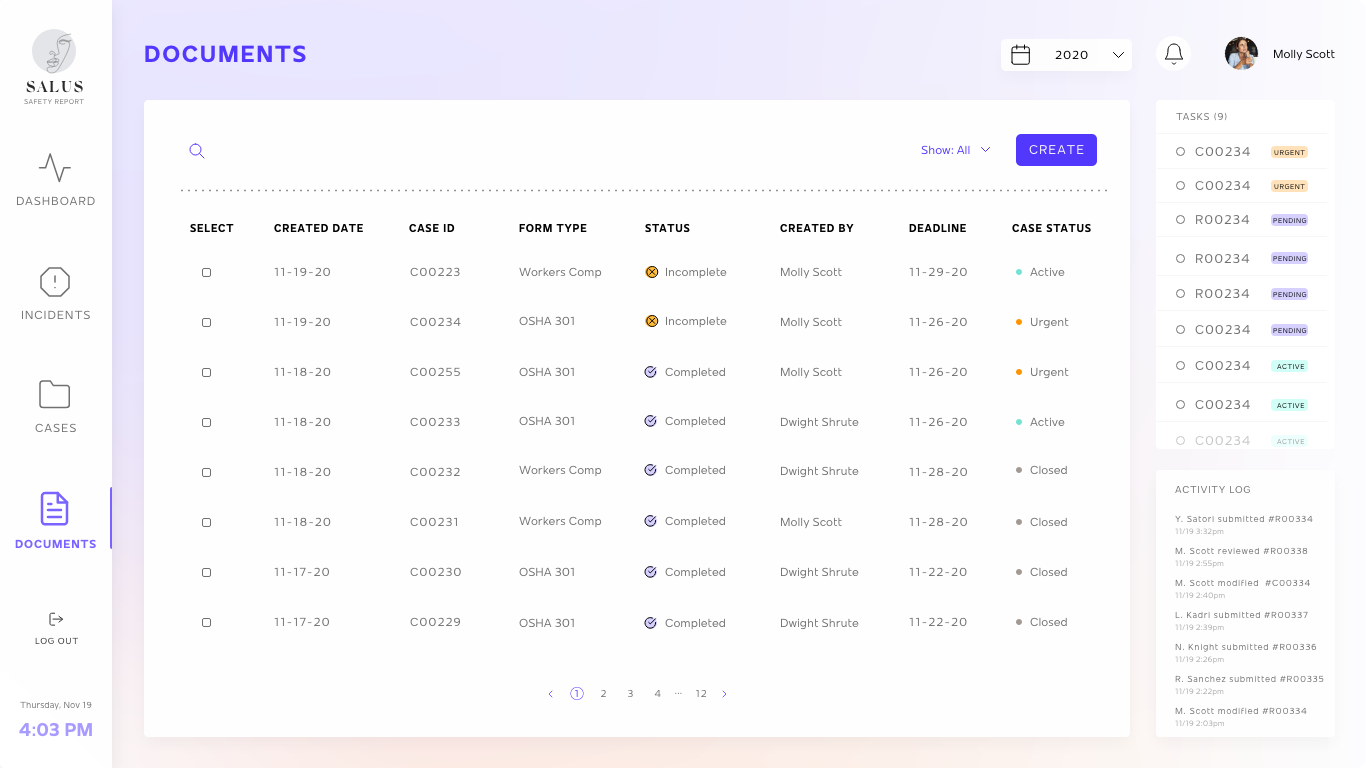 SALUS
SAFETY REPORT
DASHBOARD
INCIDENTS
CASES
DOCUMENTS
LOG OUT
Thursday, Nov 19
4:03 PM
DOCUMENTS
2020
Molly Scott
Show: All
CREATE
SELECT CREATED DATE CASE ID FORM TYPE STATUS CREATED BY DEADLINE CASE STATUS
11-19-20 C00223 Workers Comp Incomplete Molly Scott 11-29-20 Active
11-19-20 C00234 OSHA 301 Incomplete Molly Scott 11-26-20 Urgent
11-18-20 C00255 OSHA 301 Completed Molly Scott 11-26-20 Urgent
11-18-20 C00233 OSHA 301 Completed Dwight Shrute 11-26-20 Active
11-18-20 C00232 Workers Comp Completed Dwight Shrute 11-28-20 Closed
11-18-20 C00231 Workers Comp Completed Molly Scott 11-28-20 Closed
11-17-20 C00230 OSHA 301 Completed Dwight Shrute 11-22-20 Closed
11-17-20 C00229 OSHA 301 Completed Dwight Shrute 11-22-20 Closed
< 1 2 3 4 ... 12 >
TASKS (9)
C00234 URGENT
C00234 URGENT
R00234 PENDING
R00234 PENDING
R00234 PENDING
C00234 PENDING
C00234 ACTIVE
C00234 ACTIVE
C00234 ACTIVE
ACTIVITY LOG
Y. Satori submitted #R00334
11/19 3:32pm
M. Scott reviewed #R00338
11/19 2:55pm
M. Scott modified #C00334
11/19 2:40pm
L. Kadri submitted #R00337
11/19 2:39pm
N. Knight submitted #R00336
11/19 2:26pm
R. Sanchez submitted #R00335
11/19 2:22pm
M. Scott modified #R00334
11/19 2:03pm